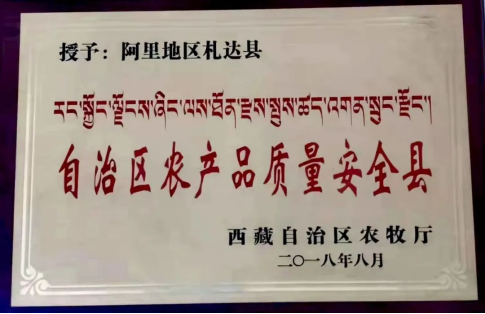 授予：阿里地区札达县
རང་སྐྱོང་ལྗོངས་ཞིང་ལས་ཐོན་རྫས་སྤུས་ཚད་འགན་སྲུང་རྫོང་།
自治区农产品质量安全县
西藏自治区农牧厅
二〇一八年八月